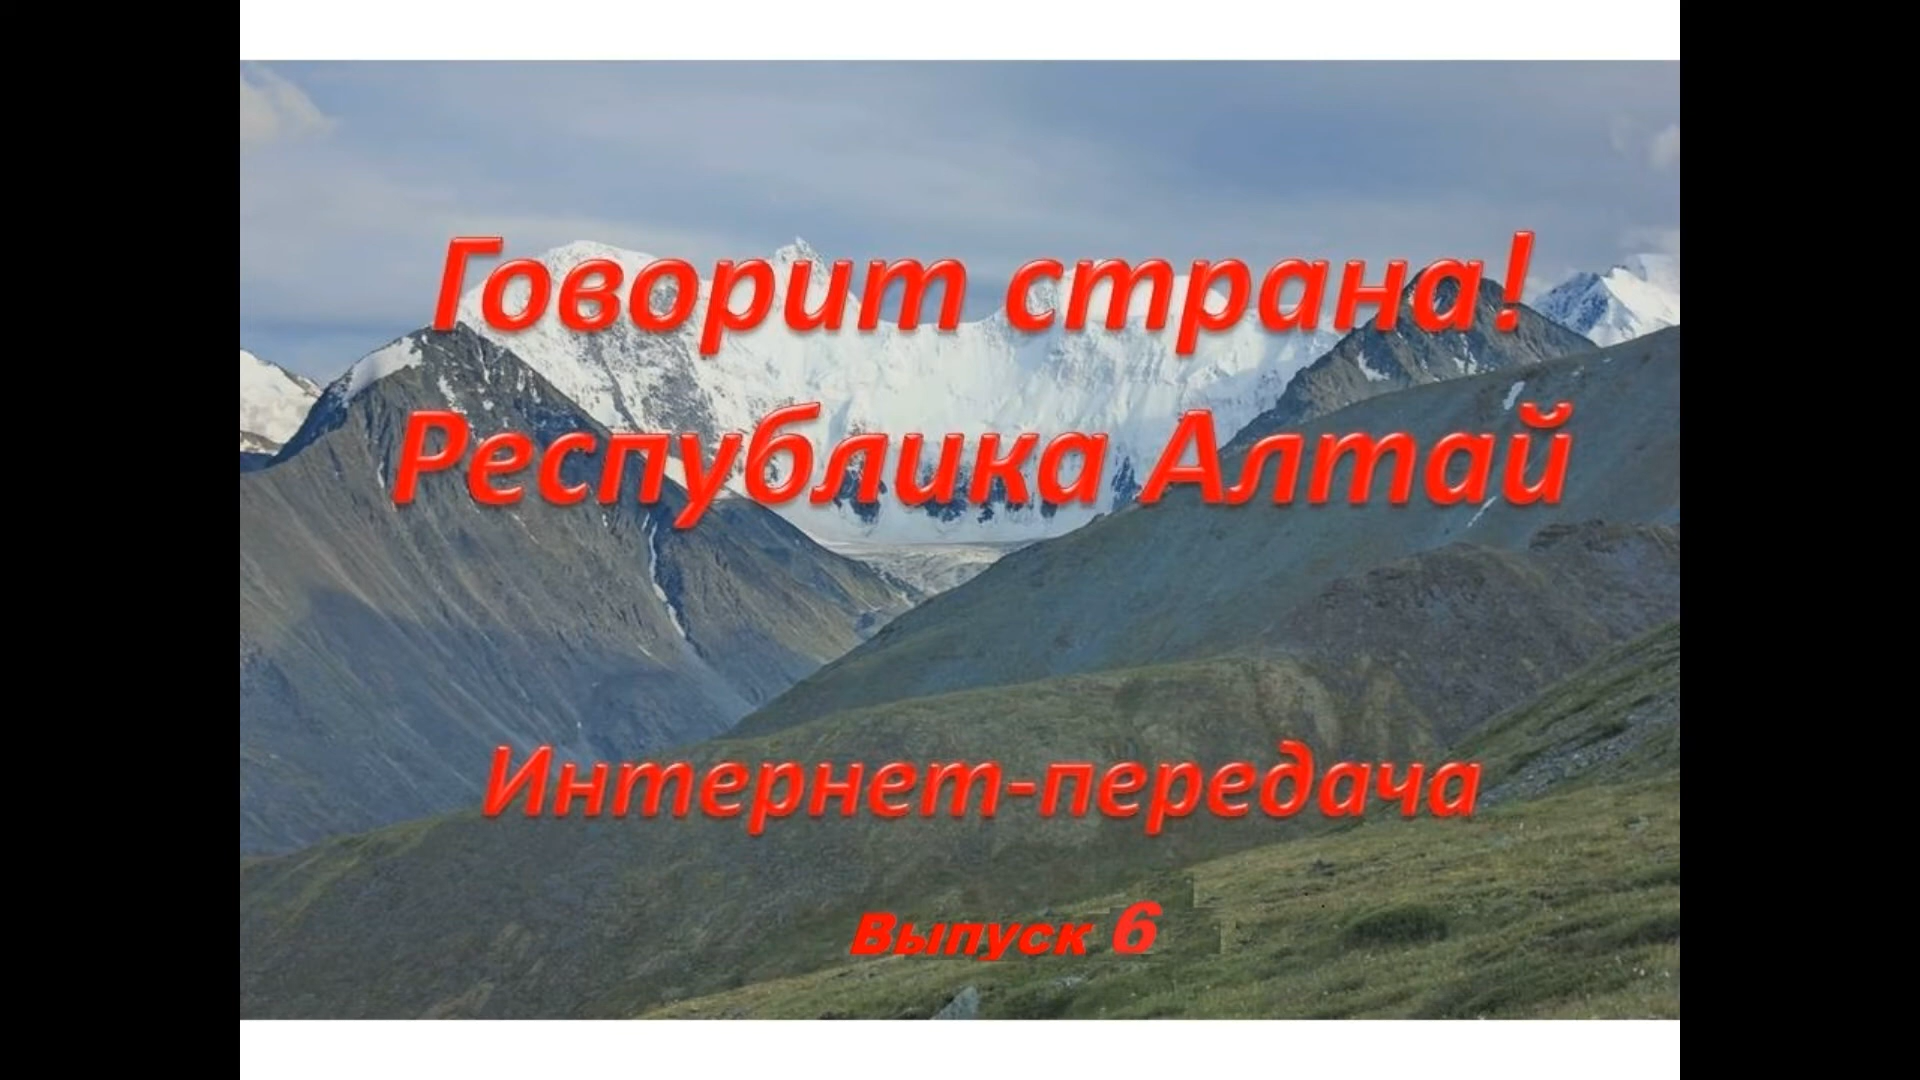 Говорит страна!
Республика Алтай
Интернет-передача
Выпуск 6